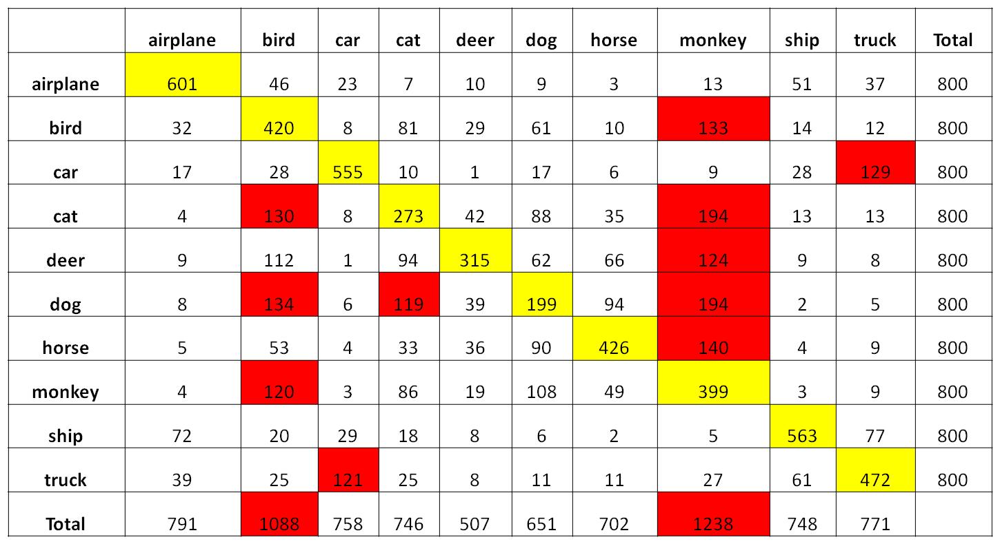 airplane bird car cat deer dog horse monkey ship truck Total
airplane 601 46 23 7 10 9 3 13 51 37 800
bird 32 420 8 81 29 61 10 133 14 12 800
car 17 28 555 10 1 17 6 9 28 129 800
cat 4 130 8 273 42 88 35 194 13 13 800
deer 9 112 1 94 315 62 66 124 9 8 800
dog 8 134 6 119 39 199 94 194 2 5 800
horse 5 53 4 33 36 90 426 140 4 9 800
monkey 4 120 3 86 19 108 49 399 3 9 800
ship 72 20 29 18 8 6 2 5 563 77 800
truck 39 25 121 25 8 11 11 27 61 472 800
Total 791 1088 758 746 507 651 702 1238 748 771